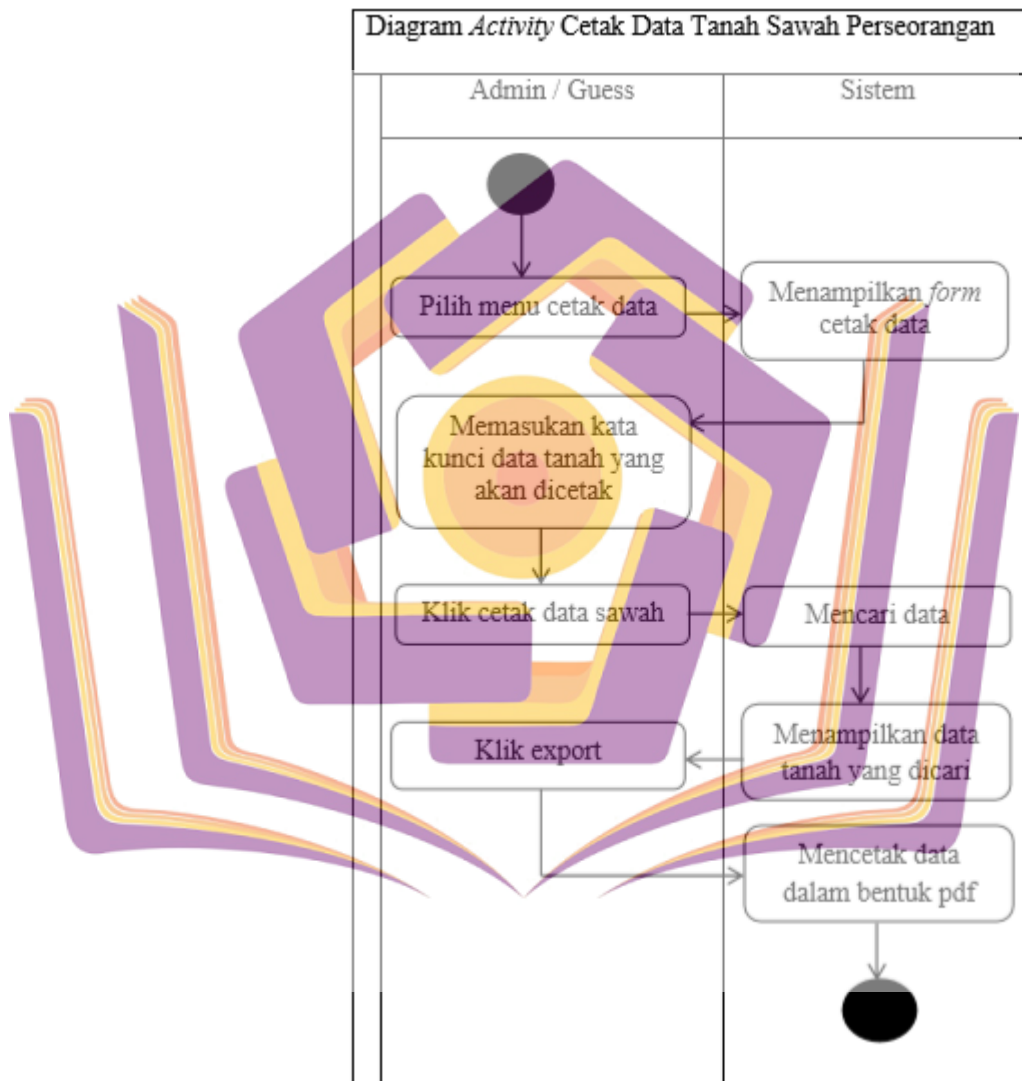 Diagram Activity Cetak Data Tanah Sawah Perseorangan
Admin / Guess
Sistem
Pilih menu cetak data
Menampilkan form
cetak data
Memasukan kata
kunci data tanah yang
akan dicetak
Klik cetak data sawah
Mencari data
Menampilkan data
tanah yang dicari
Klik export
Mencetak data
dalam bentuk pdf